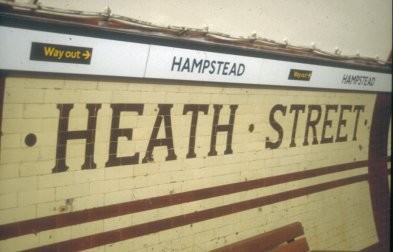 Way out → HAMPSTEAD Way out → HAMPSTEAD
· HEATH · STREET ·